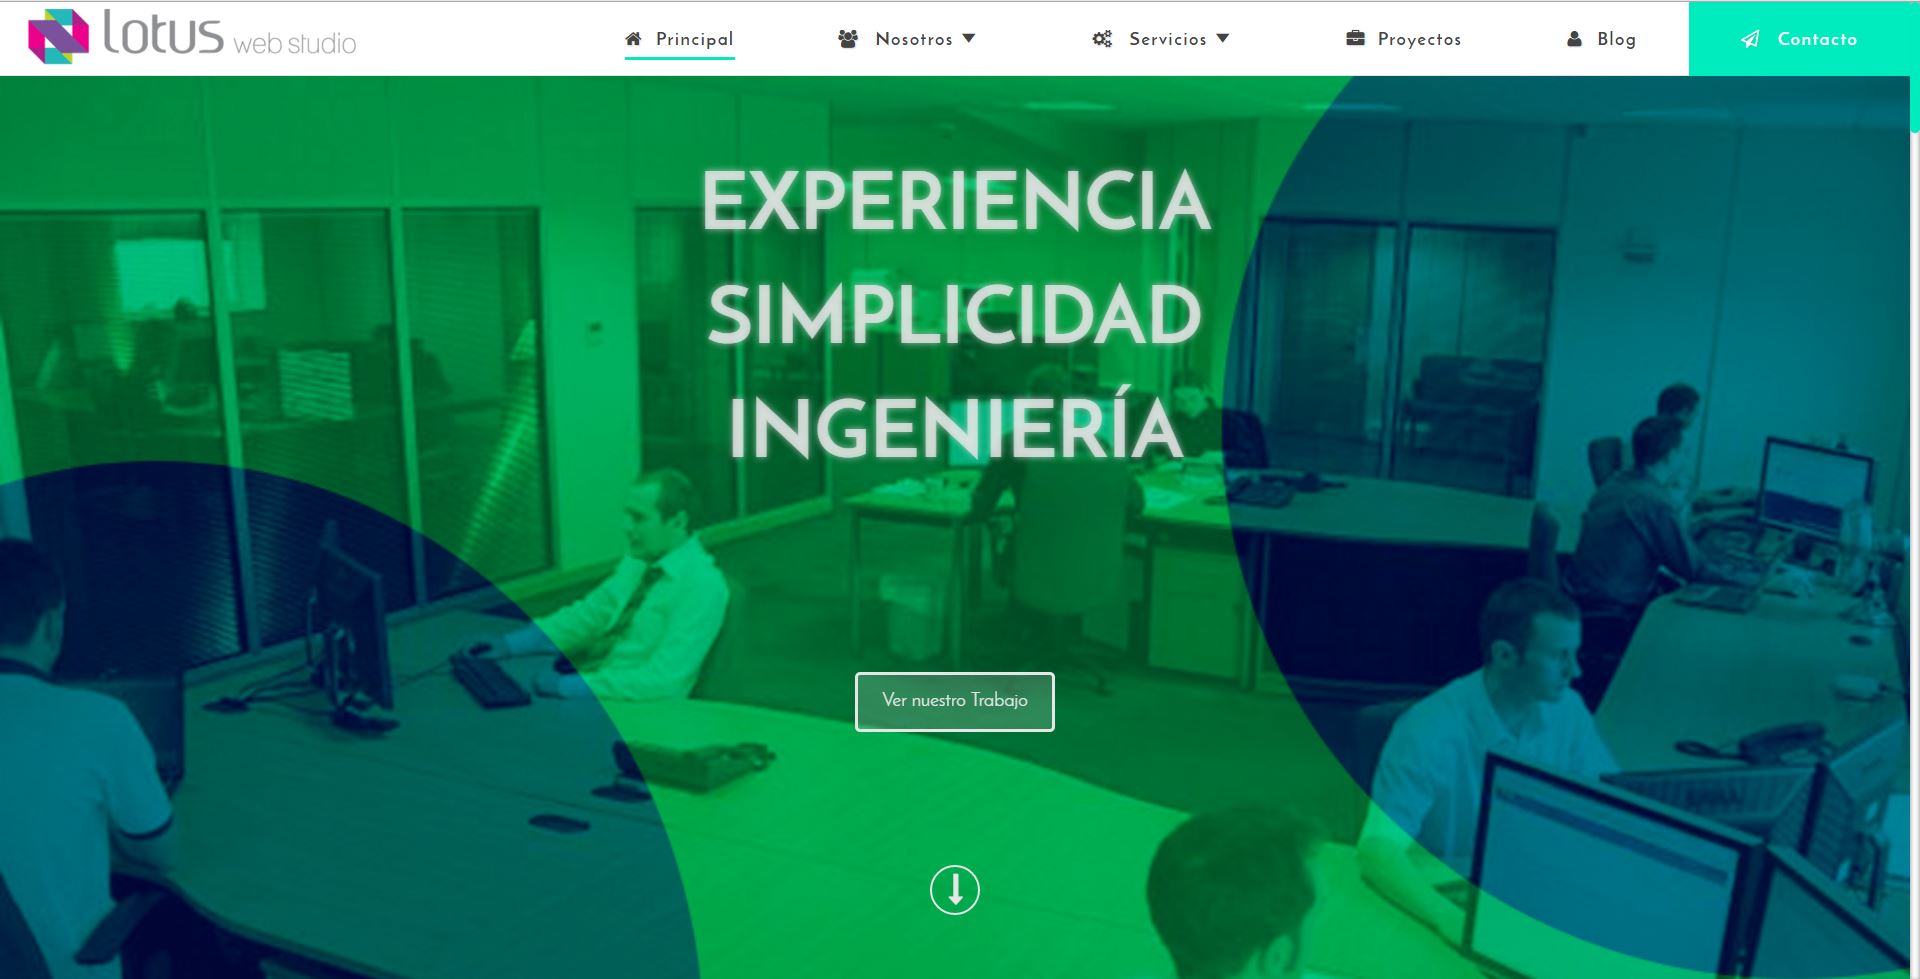 lotus web studio
Principal
Nosotros
Servicios
Proyectos
Blog
Contacto
EXPERIENCIA
SIMPLICIDAD
INGENIERÍA
Ver nuestro Trabajo